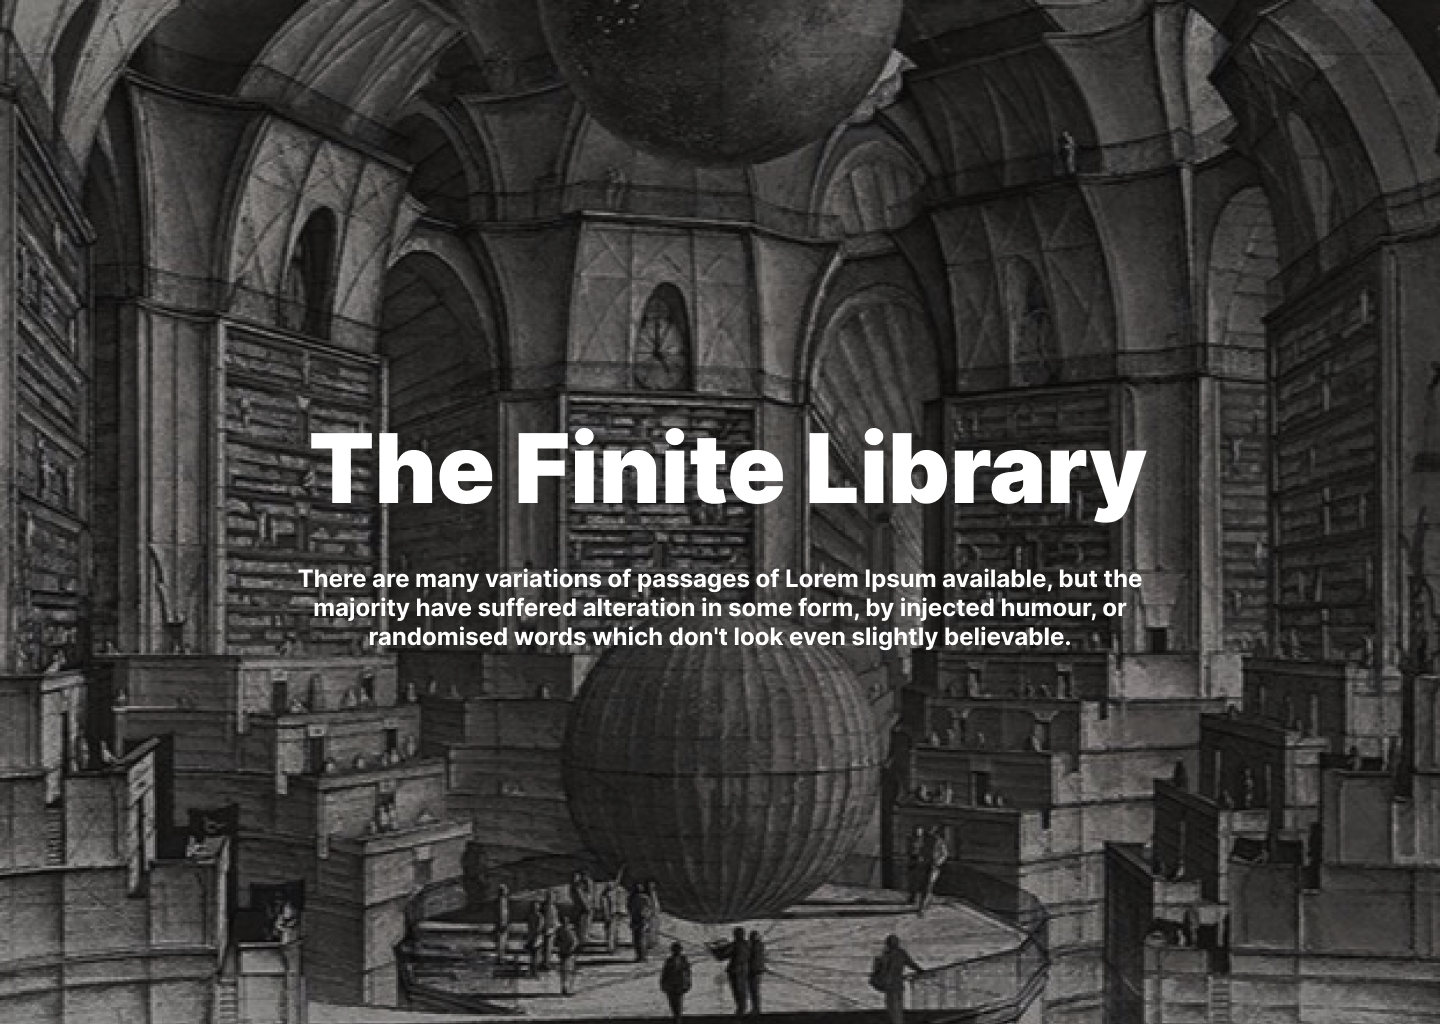 The Finite Library
There are many variations of passages of Lorem Ipsum available, but the
majority have suffered alteration in some form, by injected humour, or
randomised words which don't look even slightly believable.